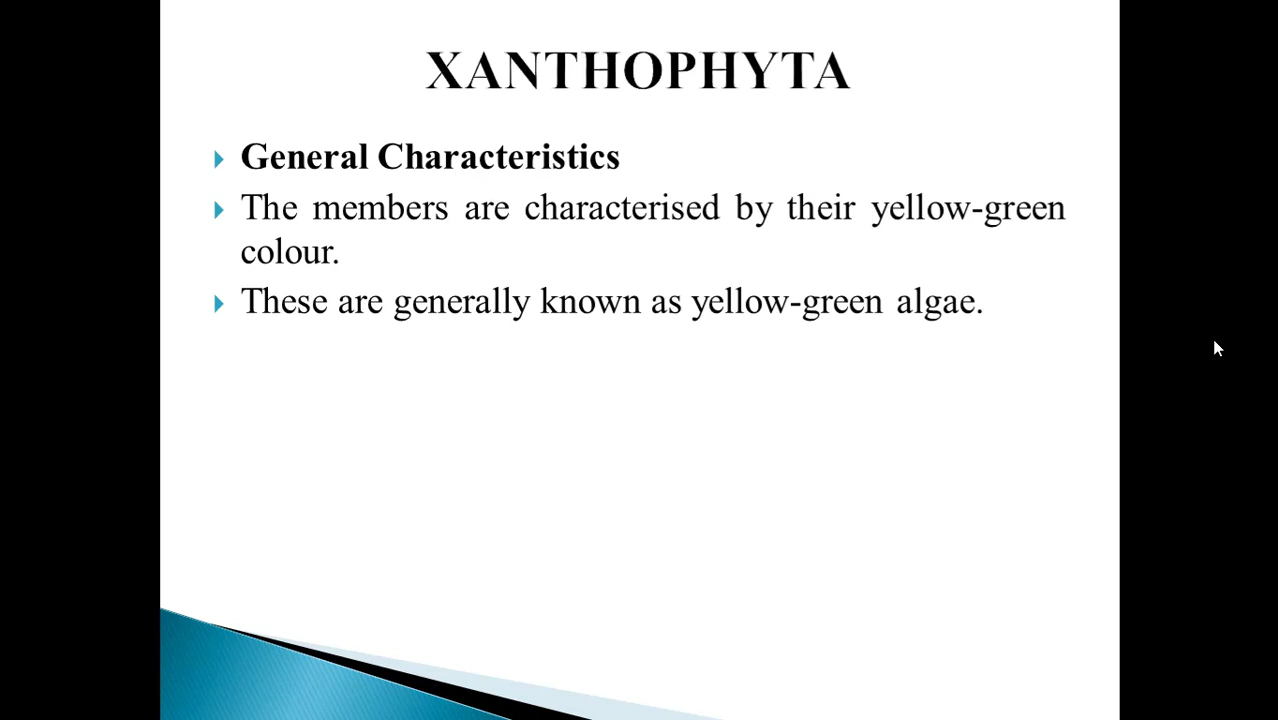 XANTHOPHYTA
General Characteristics
The members are characterised by their yellow-green
colour.
These are generally known as yellow-green algae.